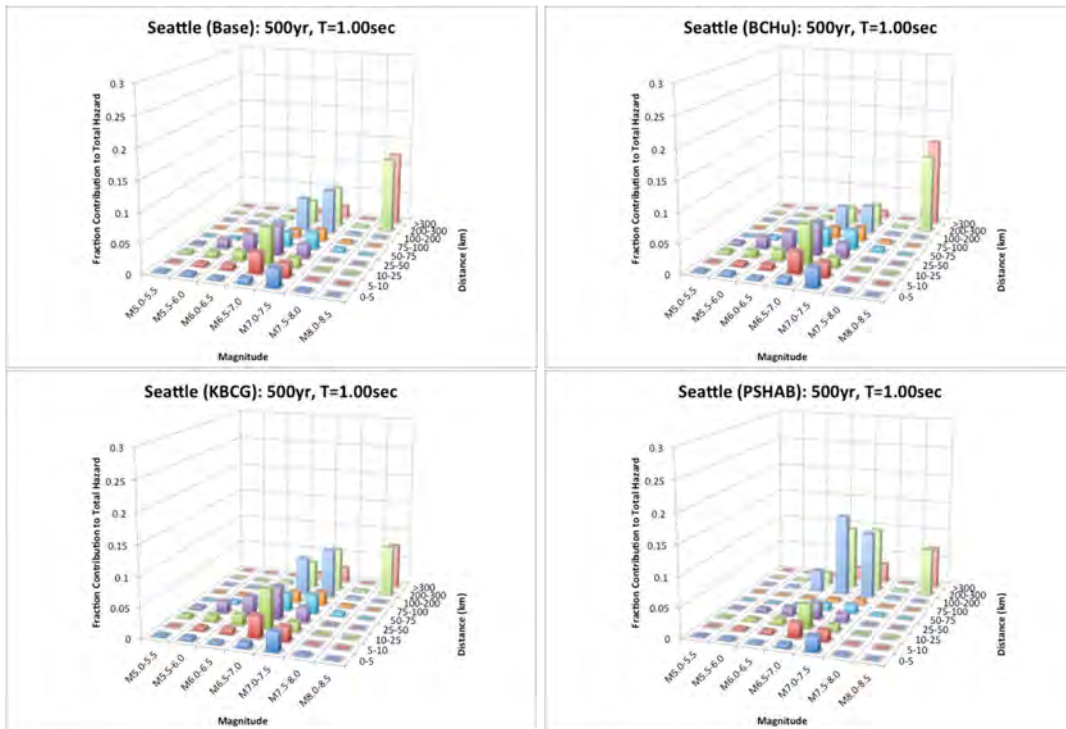 Seattle (Base): 500yr, T=1.00sec
Fraction Contribution to Total Hazard
0.3
0.25
0.2
0.15
0.1
0.05
0
M5.0-5.5
M5.5-6.0
M6.0-6.5
M6.5-7.0
M7.0-7.5
M7.5-8.0
M8.0-8.5
Magnitude
>300
200-300
100-200
75-100
50-75
25-50
10-25
5-10
0-5
Distance (km)
Seattle (BCHu): 500yr, T=1.00sec
Fraction Contribution to Total Hazard
0.3
0.25
0.2
0.15
0.1
0.05
0
M5.0-5.5
M5.5-6.0
M6.0-6.5
M6.5-7.0
M7.0-7.5
M7.5-8.0
M8.0-8.5
Magnitude
>300
200-300
100-200
75-100
50-75
25-50
10-25
5-10
0-5
Distance (km)
Seattle (KBCG): 500yr, T=1.00sec
Fraction Contribution to Total Hazard
0.3
0.25
0.2
0.15
0.1
0.05
0
M5.0-5.5
M5.5-6.0
M6.0-6.5
M6.5-7.0
M7.0-7.5
M7.5-8.0
M8.0-8.5
Magnitude
>300
200-300
100-200
75-100
50-75
25-50
10-25
5-10
0-5
Distance (km)
Seattle (PSHAB): 500yr, T=1.00sec
Fraction Contribution to Total Hazard
0.3
0.25
0.2
0.15
0.1
0.05
0
M5.0-5.5
M5.5-6.0
M6.0-6.5
M6.5-7.0
M7.0-7.5
M7.5-8.0
M8.0-8.5
Magnitude
>300
200-300
100-200
75-100
50-75
25-50
10-25
5-10
0-5
Distance (km)